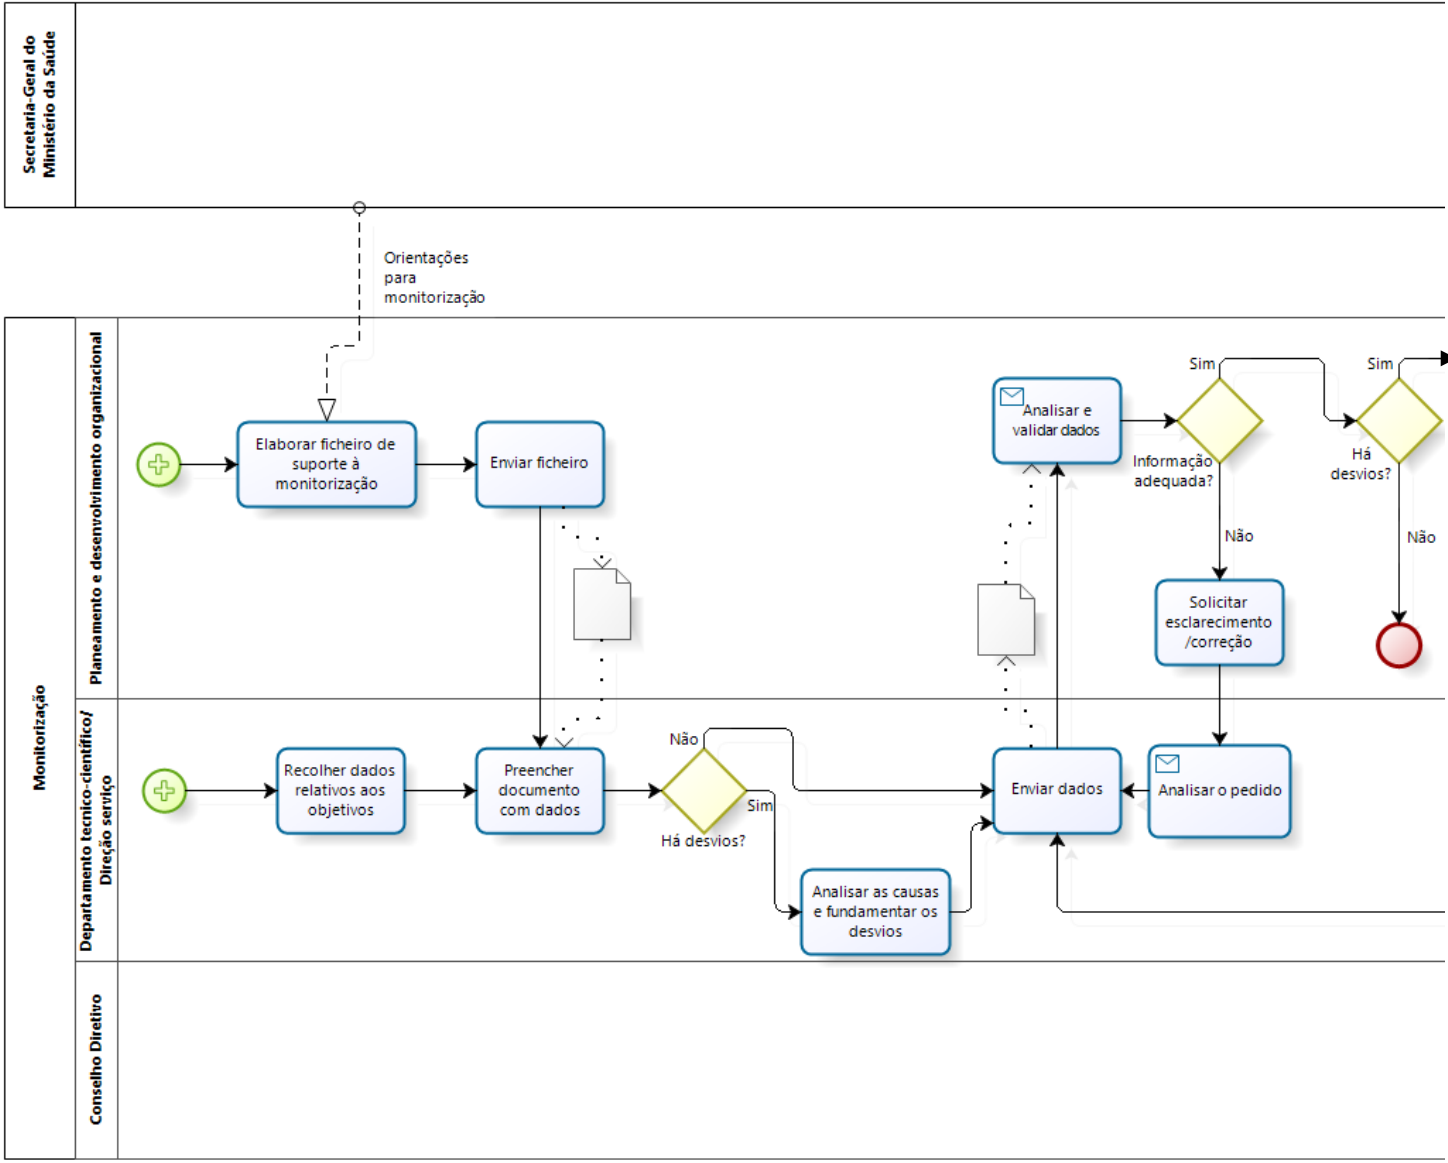 Secretaria-Geral do
Ministério da Saúde
Orientações
para
monitorização
Monitorização
Planeamento e desenvolvimento organizacional
Elaborar ficheiro de
suporte à
monitorização
Enviar ficheiro
Analisar e
validar dados
Sim
Informação
adequada?
Não
Sim
Há
desvios?
Não
Solicitar
esclarecimento
/correção
Departamento tecnico-científico/
Direção serviço
Recolher dados
relativos aos
objetivos
Preencher
documento
com dados
Não
Sim
Há desvios?
Analisar as causas
e fundamentar os
desvios
Enviar dados
Analisar o pedido
Conselho Diretivo